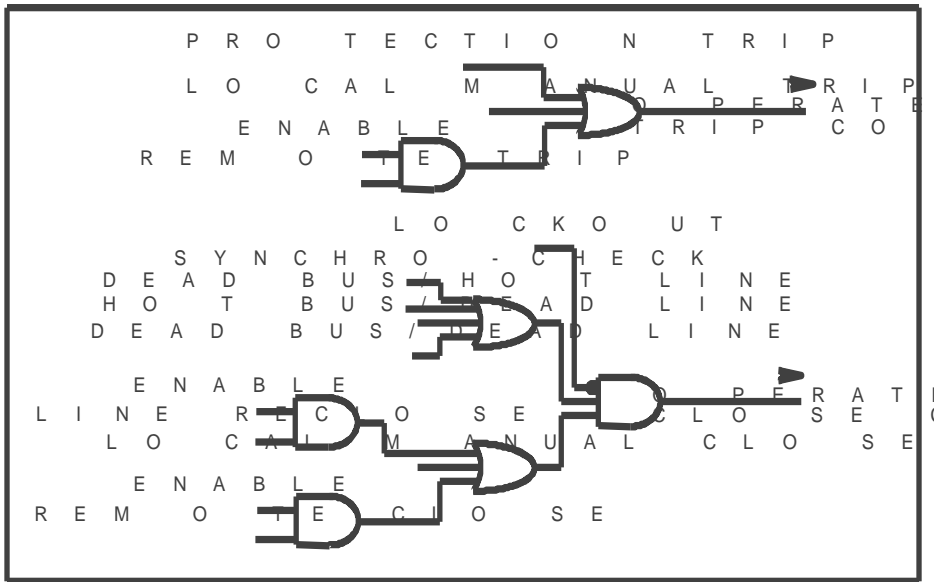 PROTECTION TRIP
LOCAL MANUAL TRIP
OPERATE
ENABLE
TRIP CO
REMOTE TRIP
LOCKOUT
SYNCHRO-CHECK
DEAD BUS/HOT LINE
HOT BUS/DEAD LINE
DEAD BUS/DEAD LINE
ENABLE
OPERATE
LINE RECLOSE
CLOSE
LOCAL MANUAL CLOSE
ENABLE
REMOTE CLOSE